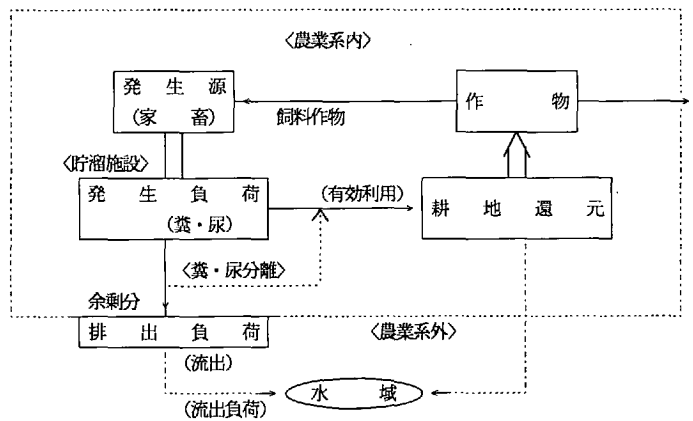 〈農業系内〉
発生源
(家畜)
作物
飼料作物
〈貯溜施設〉
発生負荷
(糞・尿)
(有効利用)
耕地還元
〈糞・尿分離〉
余剰分
排出負荷
〈農業系外〉
(流出)
水域
(流出負荷)